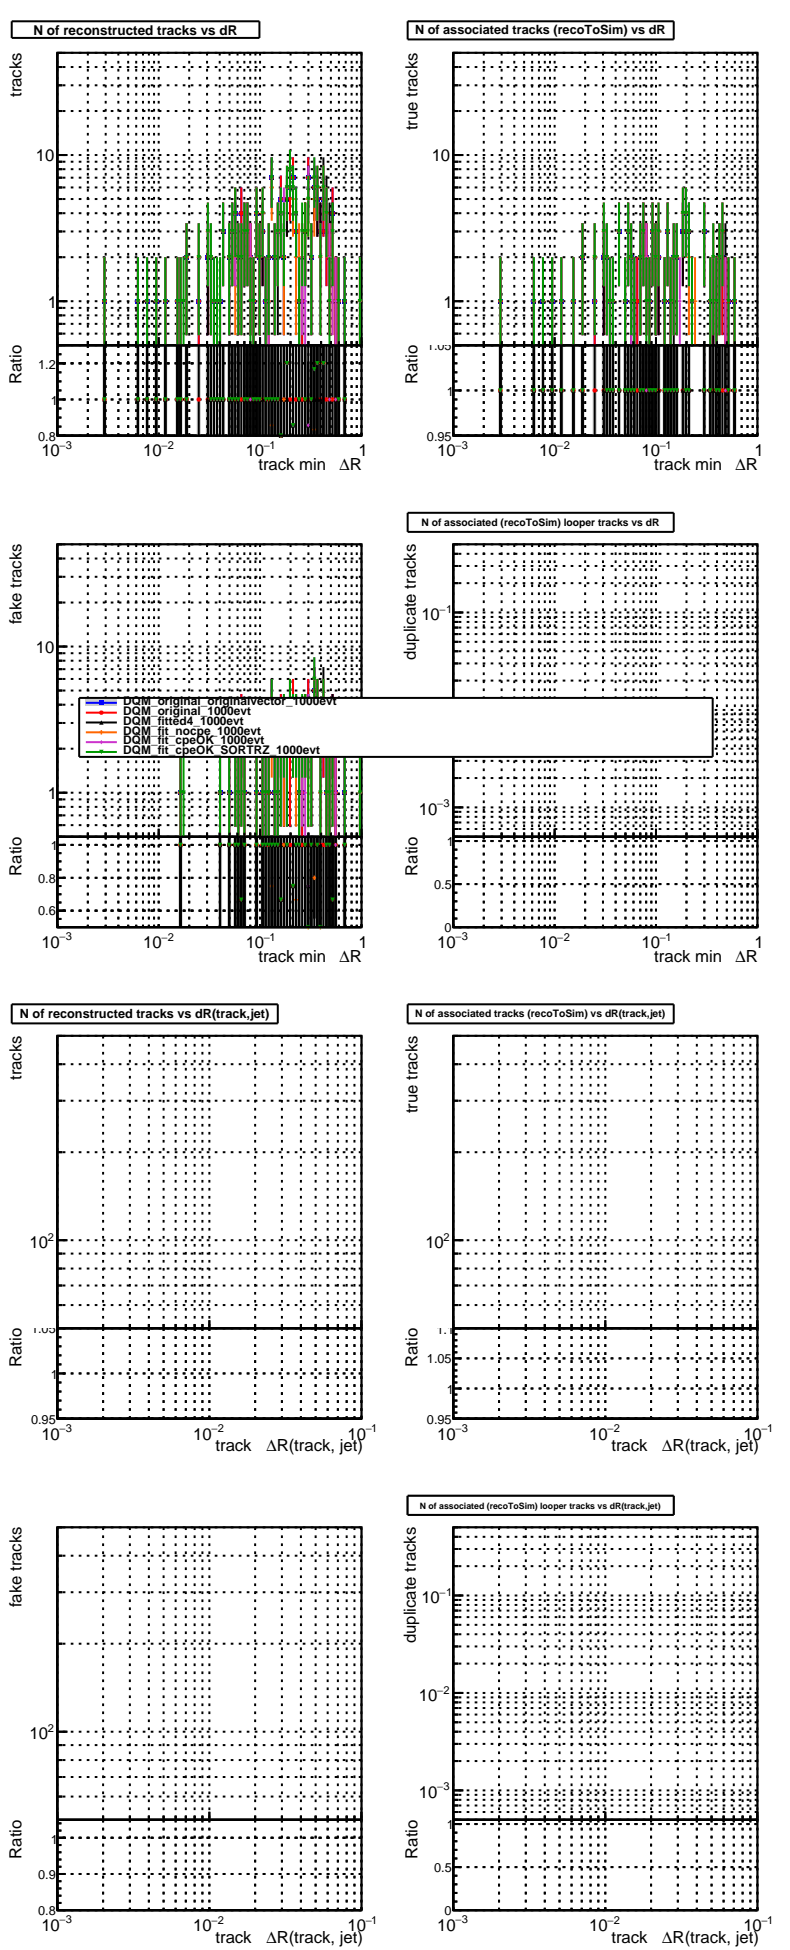 N of reconstructed tracks vs dR
tracks
10
1
Ratio
1.2
1
0.8
10−3 10−2 10−1 1
track min ΔR
N of associated tracks (recoToSim) vs dR
true tracks
10
1
Ratio
1.05
1
0.95
10−3 10−2 10−1 1
track min ΔR
fake tracks
10
1
Ratio
1
0.8
0.6
10−3 10−2 10−1 1
track min ΔR
N of associated (recoToSim) looper tracks vs dR
duplicate tracks
10−1
10−3
Ratio
1
0.5
0
10−3 10−2 10−1 1
track min ΔR
DQM_original_originalvector_1000evt
DQM_original_1000evt
DQM_fitted4_1000evt
DQM_fit_nocpe_1000evt
DQM_fit_cpeOK_1000evt
DQM_fit_cpeOK_SORTRZ_1000evt
N of reconstructed tracks vs dR(track,jet)
tracks
102
Ratio
1.05
1
0.95
10−3 10−2 10−1
track ΔR(track, jet)
N of associated tracks (recoToSim) vs dR(track,jet)
true tracks
102
Ratio
1.1
1.05
1
0.95
10−3 10−2 10−1
track ΔR(track, jet)
fake tracks
102
Ratio
1
0.9
0.8
10−3 10−2 10−1
track ΔR(track, jet)
N of associated (recoToSim) looper tracks vs dR(track,jet)
duplicate tracks
10−1
10−2
10−3
Ratio
1
0.5
0
10−3 10−2 10−1
track ΔR(track, jet)